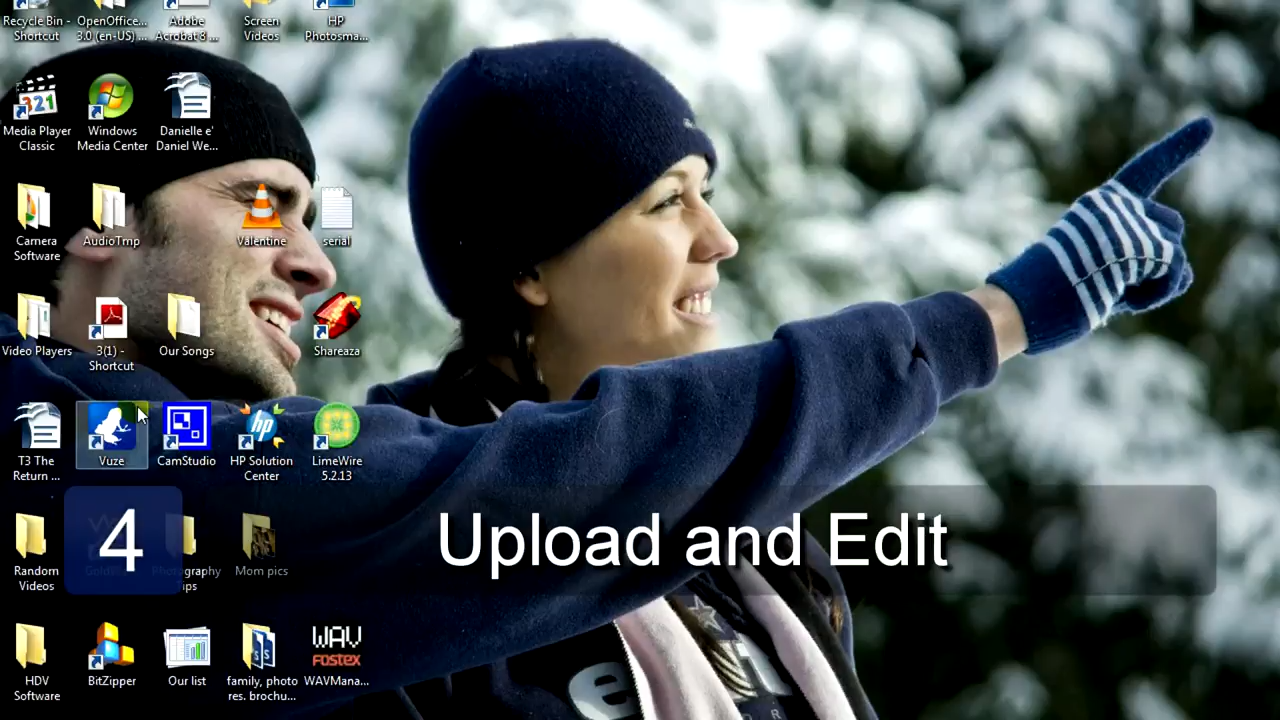 Recycle Bin -
Shortcut
OpenOffice...
3.0 (en-US) ...
Adobe
Acrobat 8 ...
Screen
Videos
HP
Photosma...
321
Media Player
Classic
Windows
Media Center
Danielle e'
Daniel We...
Camera
Software
AudioTmp
Valentine
serial
Video Players
3(1) -
Shortcut
Our Songs
Shareaza
T3 The
Return ...
Vuze
CamStudio
hp
HP Solution
Center
LimeWire
5.2.13
4
Upload and Edit
Random
Videos
Mom pics
HDV
Software
BitZipper
Our list
family, photo
res. brochu...
WAV
FOSTEX
WAVMana...